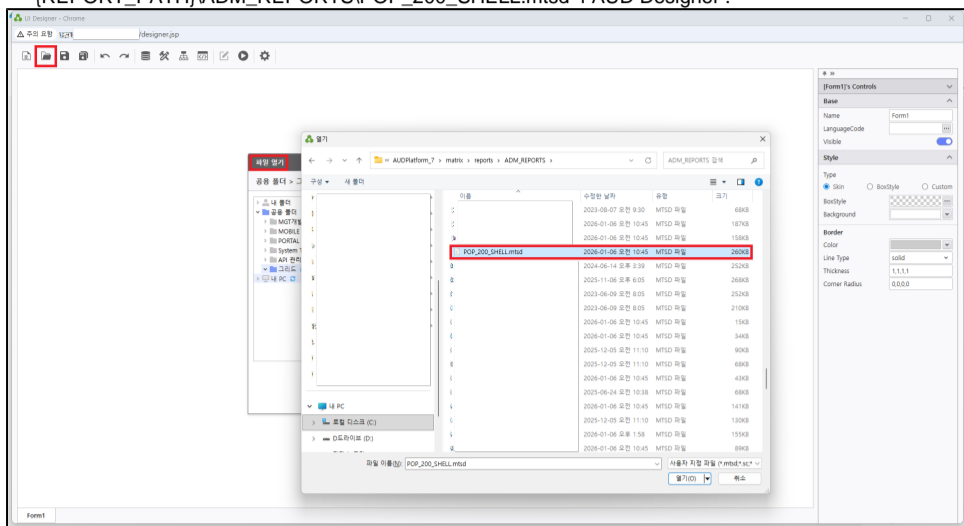 {REPORT_PATH}\ADM_REPORTS\POP_200_SHELL.mtsd
AUD Designer
UI Designer - Chrome
주의 요함
/designer.jsp
[Form1]'s Controls
Base
Name Form1
LanguageCode
Visible
Style
Type
Skin BoxStyle Custom
BoxStyle
Background
Border
Color
Line Type solid
Thickness 1,1,1,1
Corner Radius 0,0,0,0
파일 열기
공용 폴더 > 그
내 폴더
공용 폴더
MOBILE
PORTAL
System
API 관리
그리드
내 PC
열기
AUDPlatform_7 > matrix > reports > ADM_REPORTS >
ADM_REPORTS 검색
구성 새 폴더
이름 수정한 날짜 유형 크기
2023-08-07 오전 9:30 MTSD 파일 68KB
2026-01-06 오전 10:45 MTSD 파일 187KB
2026-01-06 오전 10:45 MTSD 파일 158KB
POP_200_SHELL.mtsd 2026-01-06 오전 10:45 MTSD 파일 260KB
2024-06-14 오후 3:39 MTSD 파일 252KB
2025-11-06 오후 6:05 MTSD 파일 268KB
2023-06-09 오전 8:05 MTSD 파일 252KB
2023-06-09 오전 8:05 MTSD 파일 210KB
2026-01-06 오전 10:45 MTSD 파일 15KB
2026-01-06 오전 10:45 MTSD 파일 34KB
2025-12-05 오전 11:10 MTSD 파일 90KB
2025-12-05 오전 11:10 MTSD 파일 68KB
2026-01-06 오전 10:45 MTSD 파일 43KB
2025-06-24 오전 10:38 MTSD 파일 68KB
2026-01-06 오전 10:45 MTSD 파일 141KB
2025-12-05 오전 11:10 MTSD 파일 130KB
2026-01-06 오후 1:58 MTSD 파일 155KB
2026-01-06 오전 10:45 MTSD 파일 89KB
내 PC
로컬 디스크 (C:)
D드라이브 (D:)
파일 이름(N): POP_200_SHELL.mtsd
사용자 지정 파일 (*.mtsd,*.sc,*
열기(O) 취소
Form1